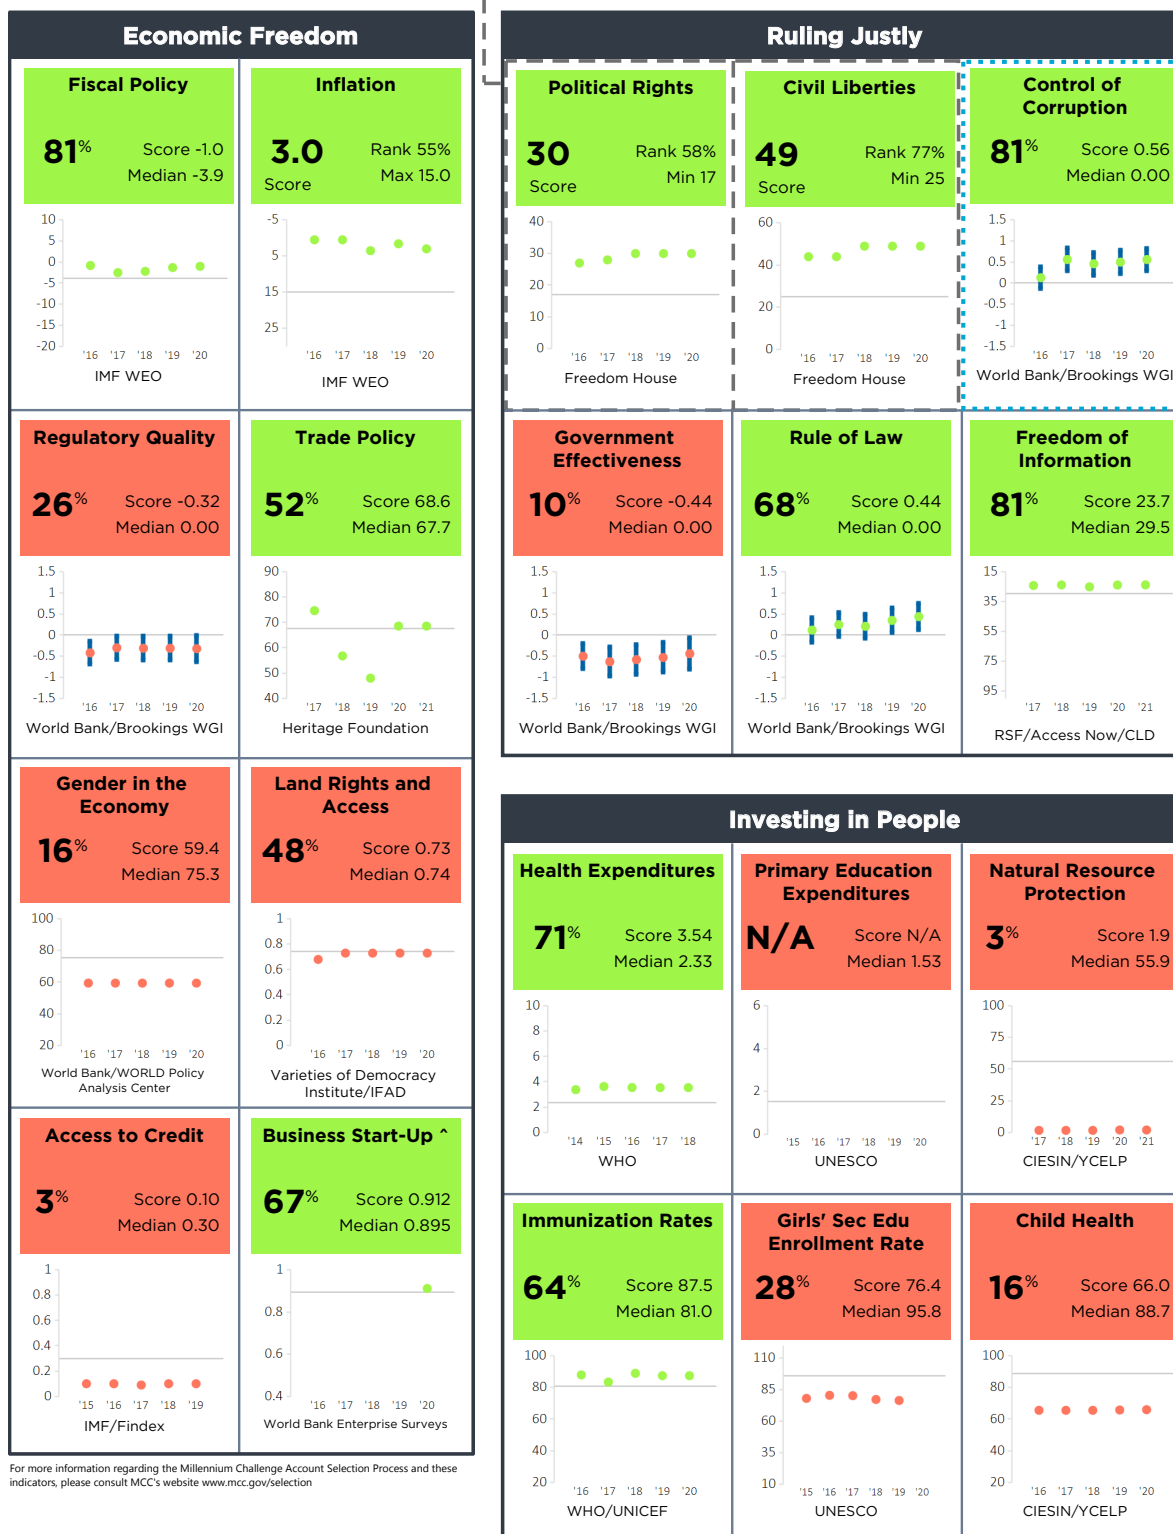 Economic Freedom
Fiscal Policy
81%
Score -1.0
Median -3.9
10
5
0
-5
-10
-15
-20
'16 '17 '18 '19 '20
IMF WEO
Inflation
3.0
Score
Rank 55%
Max 15.0
-5
5
15
25
'16 '17 '18 '19 '20
IMF WEO
Regulatory Quality
26%
Score -0.32
Median 0.00
1.5
1
0.5
0
-0.5
-1
-1.5
'16 '17 '18 '19 '20
World Bank/Brookings WGI
Trade Policy
52%
Score 68.6
Median 67.7
90
80
70
60
50
40
'17 '18 '19 '20 '21
Heritage Foundation
Gender in the
Economy
16%
Score 59.4
Median 75.3
100
80
60
40
20
'16 '17 '18 '19 '20
World Bank/WORLD Policy
Analysis Center
Land Rights and
Access
48%
Score 0.73
Median 0.74
1
0.8
0.6
0.4
0.2
0
'16 '17 '18 '19 '20
Varieties of Democracy
Institute/IFAD
Access to Credit
3%
Score 0.10
Median 0.30
1
0.8
0.6
0.4
0.2
0
'15 '16 '17 '18 '19
IMF/Findex
Business Start-Up ^
67%
Score 0.912
Median 0.895
1
0.8
0.6
0.4
'16 '17 '18 '19 '20
World Bank Enterprise Surveys
For more information regarding the Millennium Challenge Account Selection Process and these
indicators, please consult MCC's website www.mcc.gov/selection
Ruling Justly
Political Rights
30
Score
Rank 58%
Min 17
40
30
20
10
0
'16 '17 '18 '19 '20
Freedom House
Civil Liberties
49
Score
Rank 77%
Min 25
60
40
20
0
'16 '17 '18 '19 '20
Freedom House
Control of
Corruption
81%
Score 0.56
Median 0.00
1.5
1
0.5
0
-0.5
-1
-1.5
'16 '17 '18 '19 '20
World Bank/Brookings WGI
Government
Effectiveness
10%
Score -0.44
Median 0.00
1.5
1
0.5
0
-0.5
-1
-1.5
'16 '17 '18 '19 '20
World Bank/Brookings WGI
Rule of Law
68%
Score 0.44
Median 0.00
1.5
1
0.5
0
-0.5
-1
-1.5
'16 '17 '18 '19 '20
World Bank/Brookings WGI
Freedom of
Information
81%
Score 23.7
Median 29.5
15
35
55
75
95
'17 '18 '19 '20 '21
RSF/Access Now/CLD
Investing in People
Health Expenditures
71%
Score 3.54
Median 2.33
10
8
6
4
2
0
'14 '15 '16 '17 '18
WHO
Primary Education
Expenditures
N/A
Score N/A
Median 1.53
6
4
2
0
'15 '16 '17 '18 '19 '20
UNESCO
Natural Resource
Protection
3%
Score 1.9
Median 55.9
100
75
50
25
0
'17 '18 '19 '20 '21
CIESIN/YCELP
Immunization Rates
64%
Score 87.5
Median 81.0
100
80
60
40
20
'16 '17 '18 '19 '20
WHO/UNICEF
Girls' Sec Edu
Enrollment Rate
28%
Score 76.4
Median 95.8
110
85
60
35
10
'15 '16 '17 '18 '19 '20
UNESCO
Child Health
16%
Score 66.0
Median 88.7
100
80
60
40
20
'16 '17 '18 '19 '20
CIESIN/YCELP